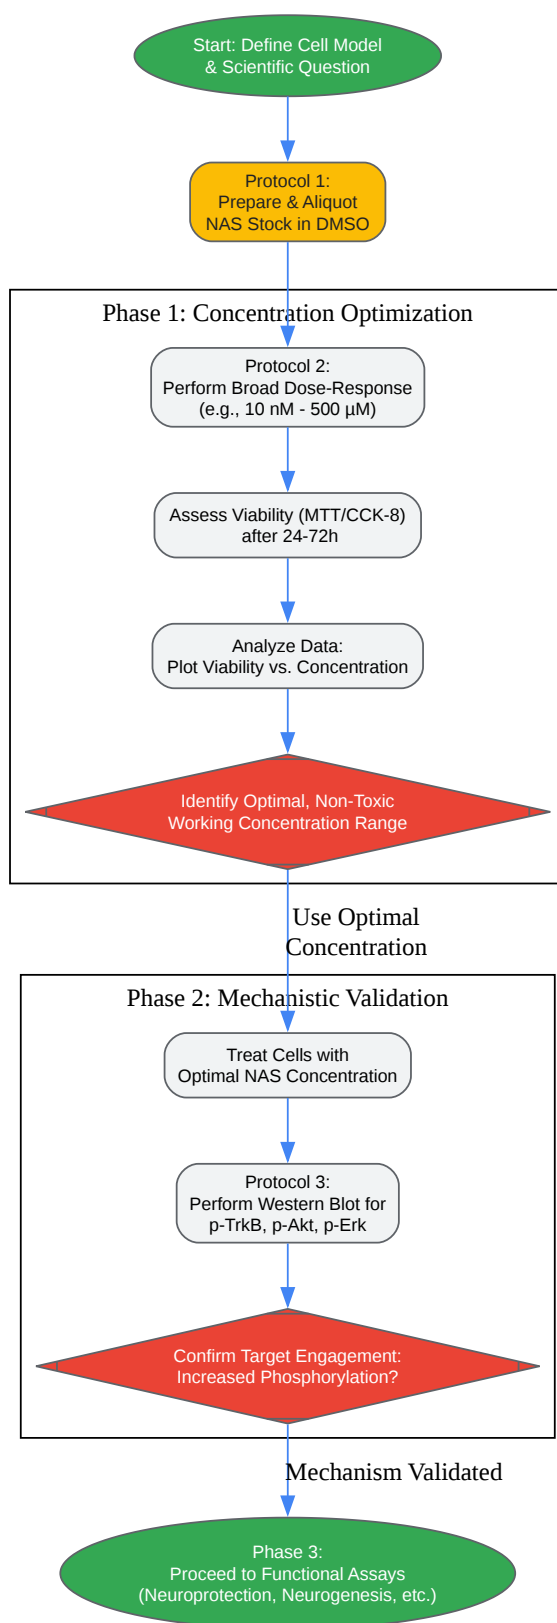 Start: Define Cell Model
& Scientific Question
Protocol 1:
Prepare & Aliquot
NAS Stock in DMSO
Phase 1: Concentration Optimization
Protocol 2:
Perform Broad Dose-Response
(e.g., 10 nM - 500 µM)
Assess Viability (MTT/CCK-8)
after 24-72h
Analyze Data:
Plot Viability vs. Concentration
Identify Optimal, Non-Toxic
Working Concentration Range
Use Optimal
Concentration
Phase 2: Mechanistic Validation
Treat Cells with
Optimal NAS Concentration
Protocol 3:
Perform Western Blot for
p-TrkB, p-Akt, p-Erk
Confirm Target Engagement:
Increased Phosphorylation?
Mechanism Validated
Phase 3:
Proceed to Functional Assays
(Neuroprotection, Neurogenesis, etc.)